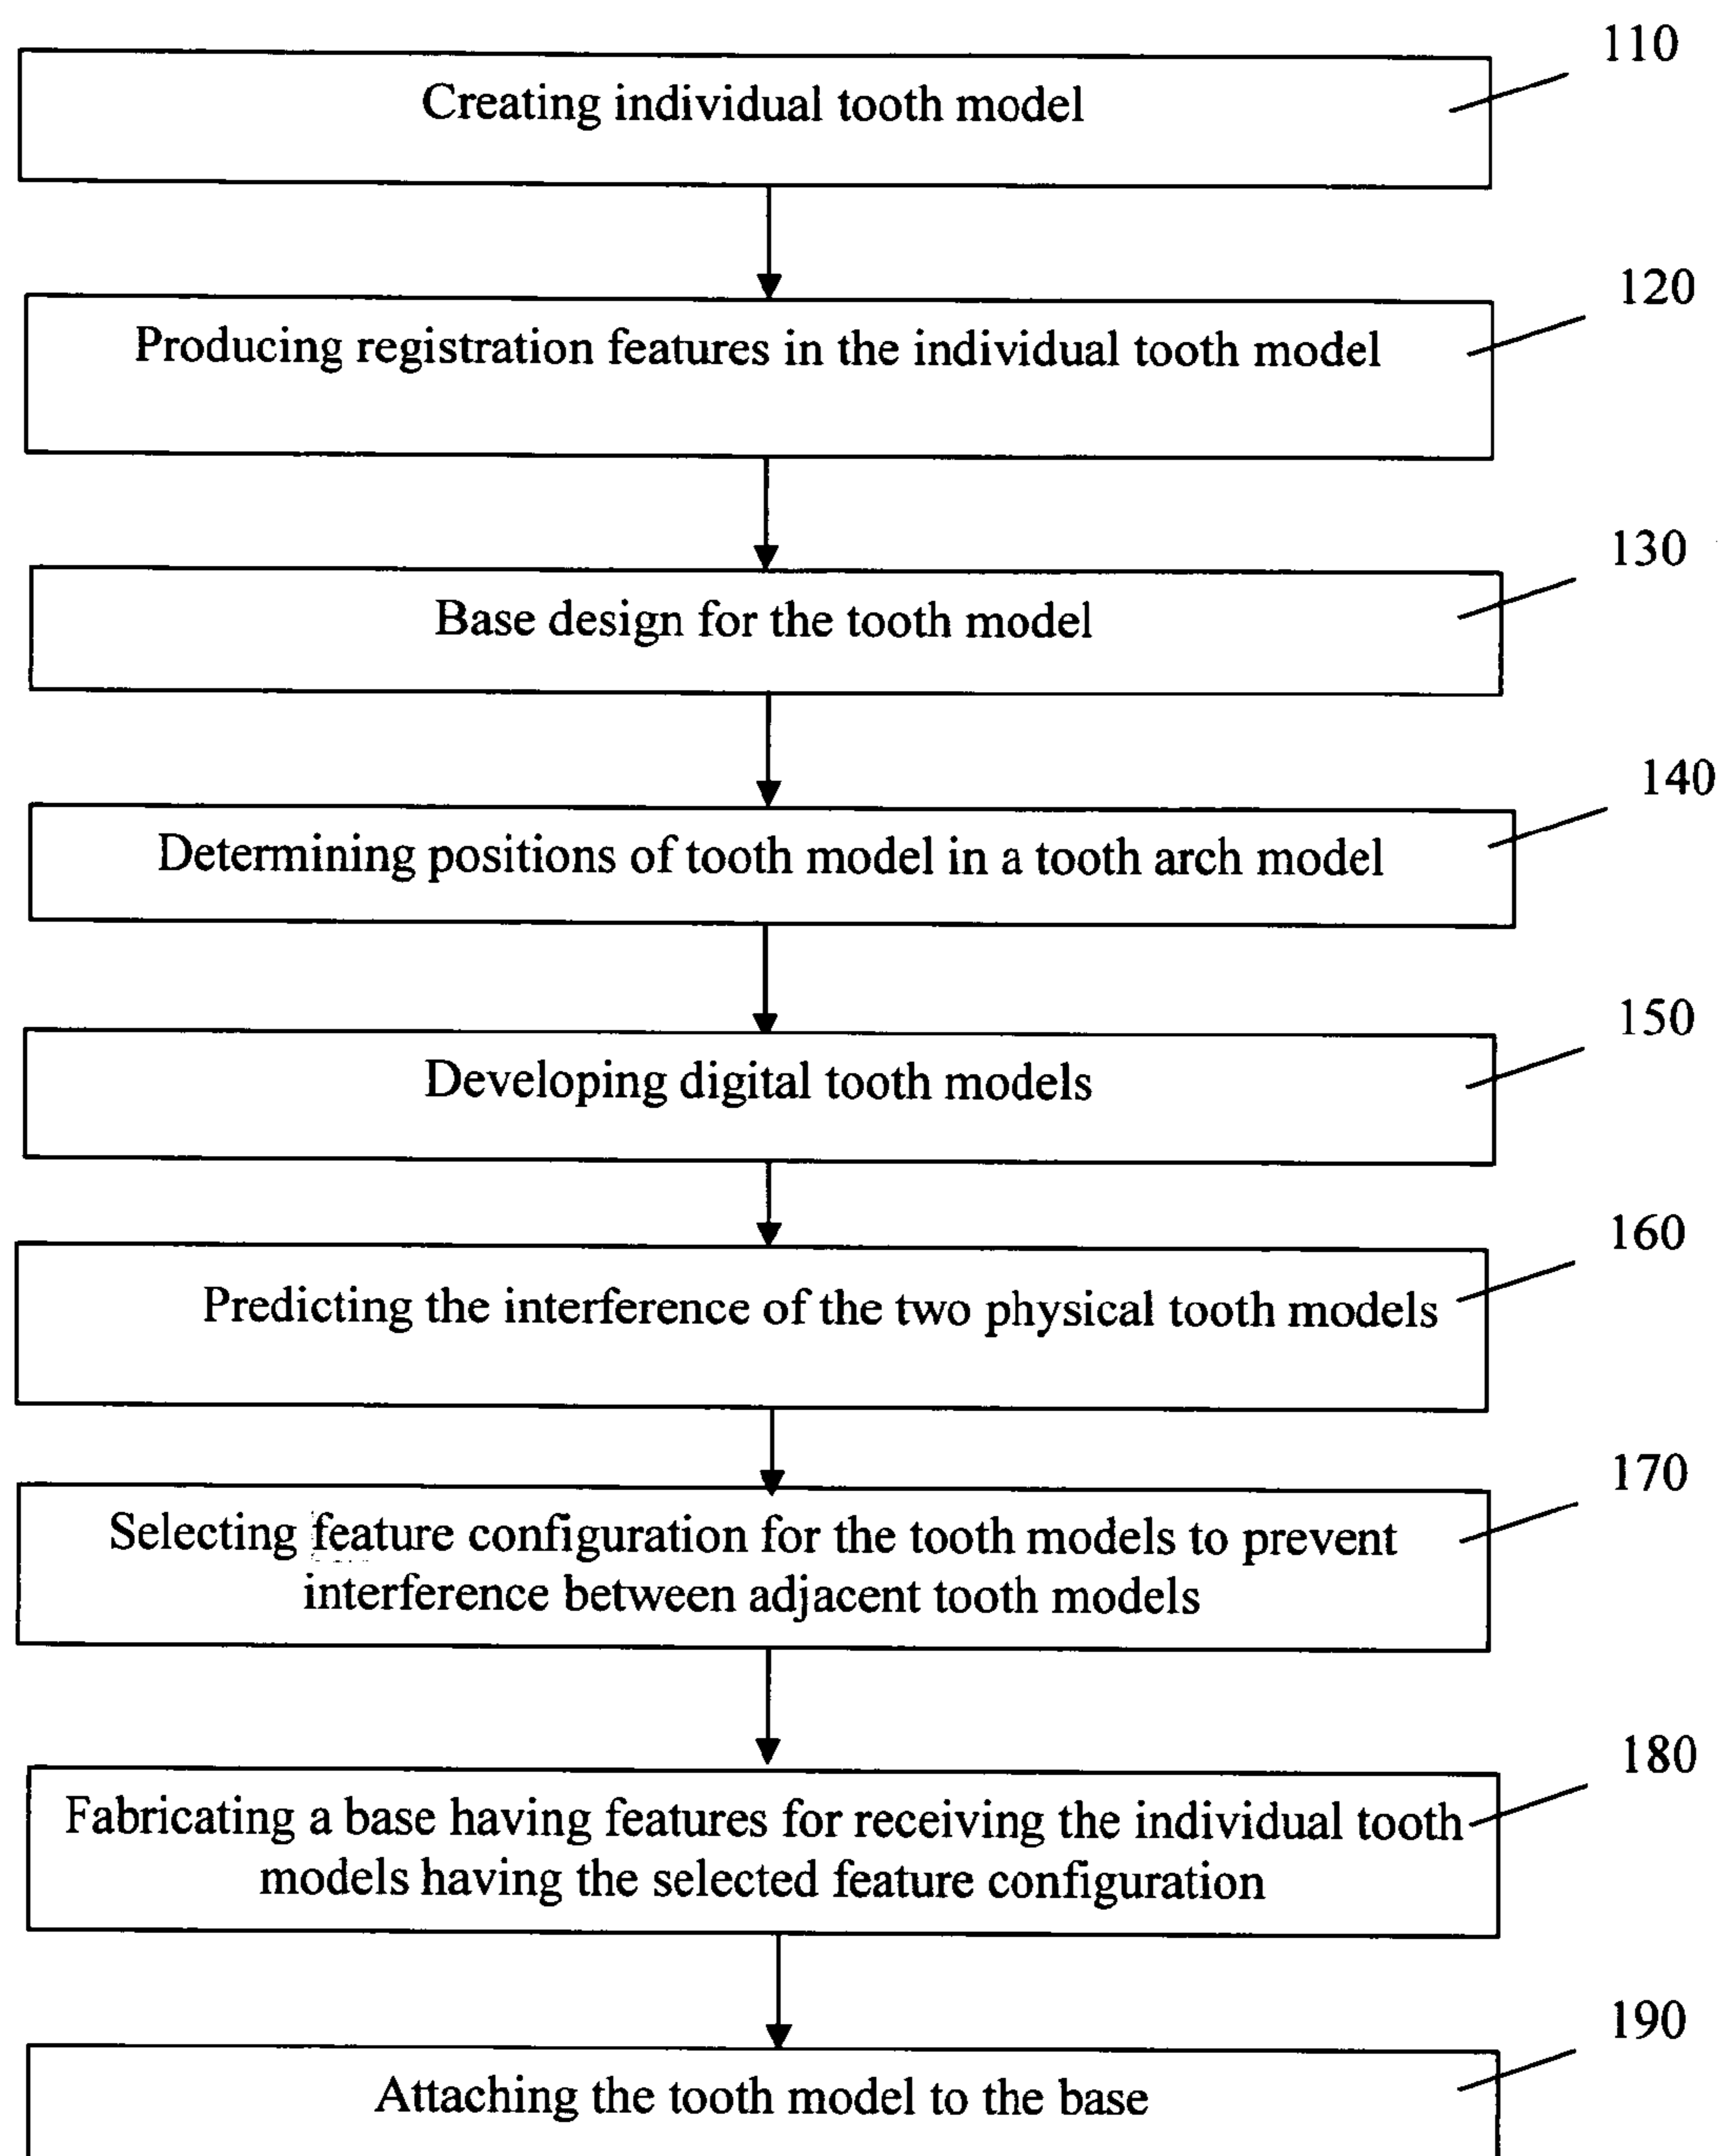 110
Creating individual tooth model
120
Producing registration features in the individual tooth model
130
Base design for the tooth model
140
Determining positions of tooth model in a tooth arch model
150
Developing digital tooth models
160
Predicting the interference of the two physical tooth models
170
Selecting feature configuration for the tooth models to prevent
interference between adjacent tooth models
180
Fabricating a base having features for receiving the individual tooth
models having the selected feature configuration
190
Attaching the tooth model to the base